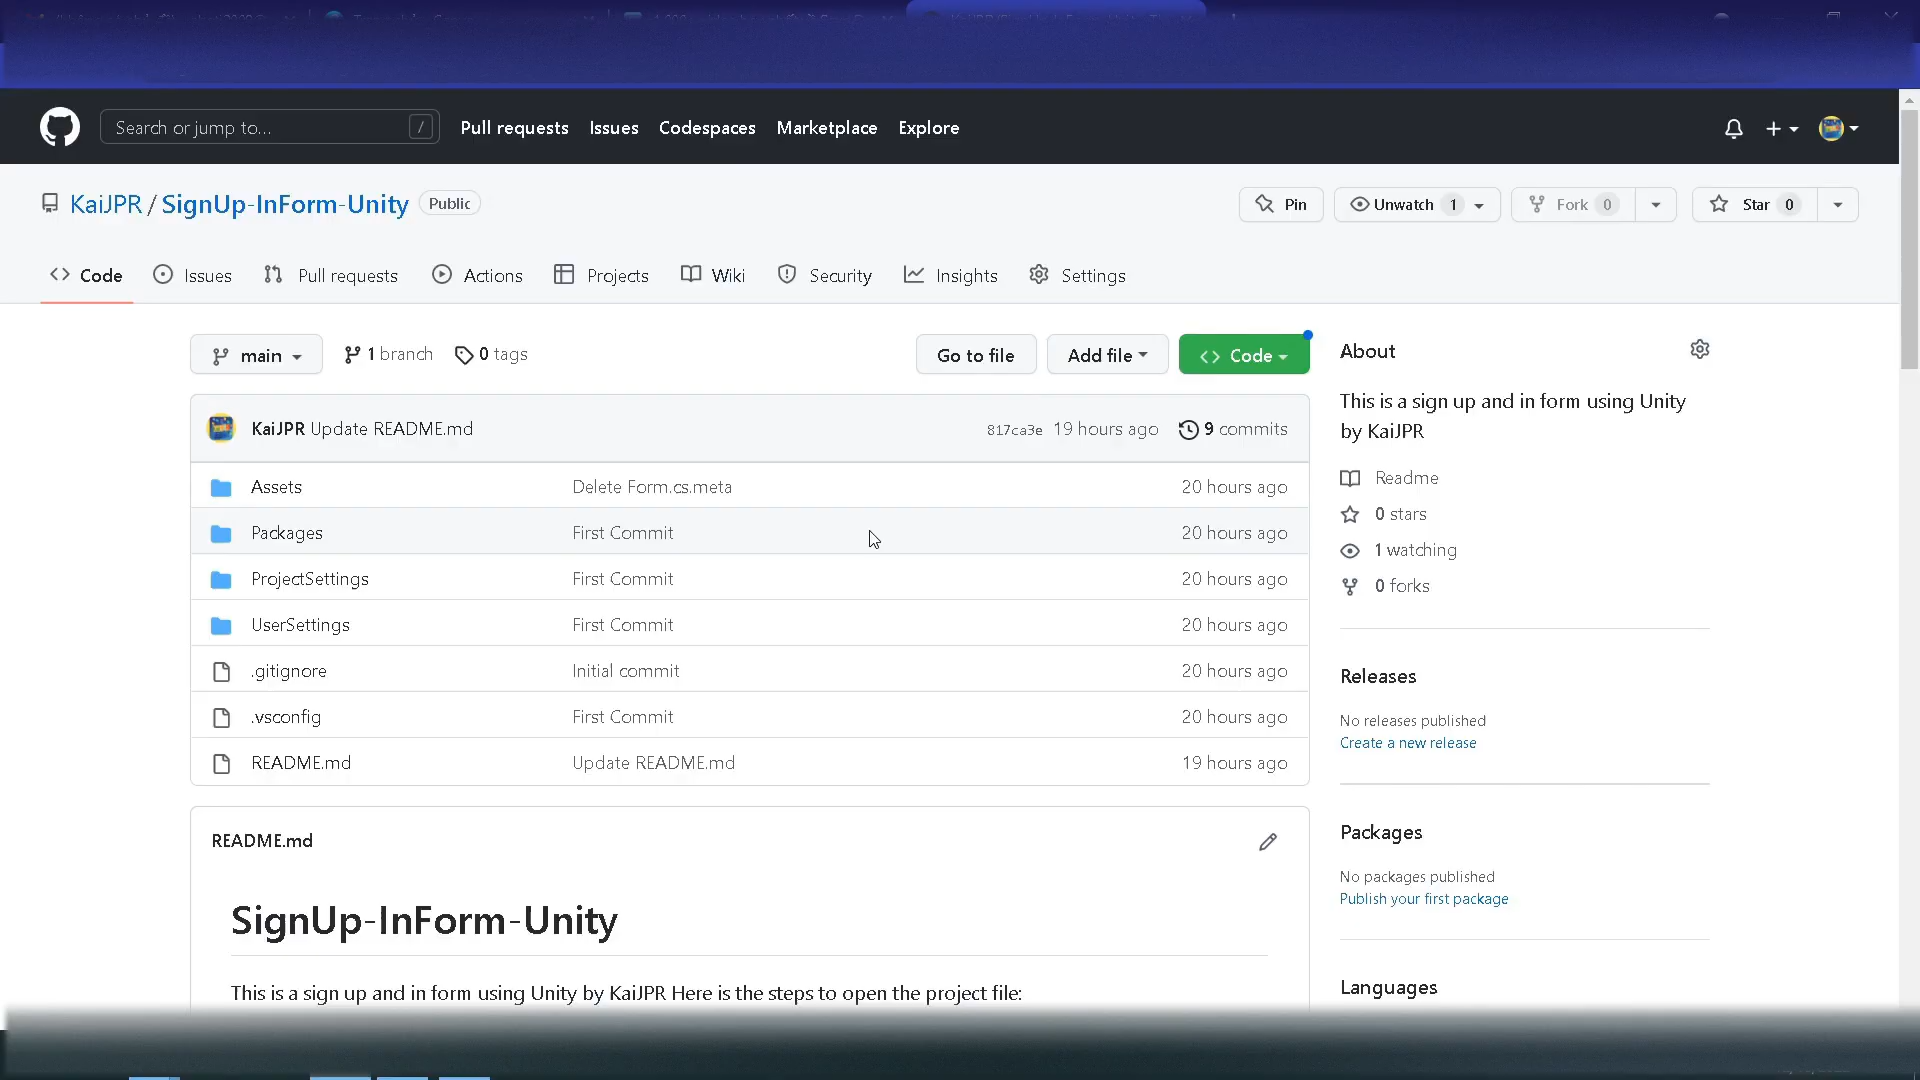 Search or jump to... / Pull requests Issues Codespaces Marketplace Explore
KaiJPR / SignUp-InForm-Unity Public Pin Unwatch 1 Fork 0 Star 0
Code Issues Pull requests Actions Projects Wiki Security Insights Settings
main 1 branch 0 tags Go to file Add file Code
KaiJPR Update README.md 817ca3e 19 hours ago 9 commits
Assets Delete Form.cs.meta 20 hours ago
Packages First Commit 20 hours ago
ProjectSettings First Commit 20 hours ago
UserSettings First Commit 20 hours ago
.gitignore Initial commit 20 hours ago
.vsconfig First Commit 20 hours ago
README.md Update README.md 19 hours ago
README.md
SignUp-InForm-Unity
This is a sign up and in form using Unity by KaiJPR Here is the steps to open the project file:
About
This is a sign up and in form using Unity
by KaiJPR
Readme
0 stars
1 watching
0 forks
Releases
No releases published
Create a new release
Packages
No packages published
Publish your first package
Languages